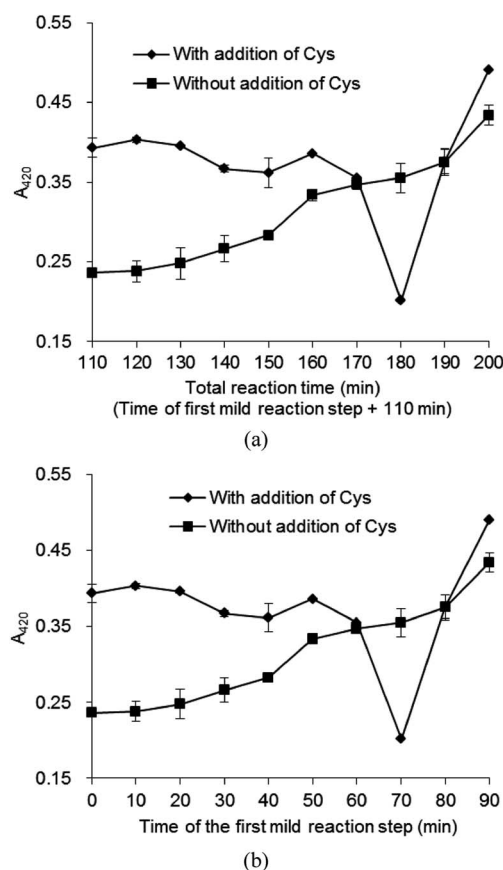 0.55
With addition of Cys
Without addition of Cys
0.45
A420
0.35
0.25
0.15
110 120 130 140 150 160 170 180 190 200
Total reaction time (min)
(Time of first mild reaction step + 110 min)
(a)
0.55
With addition of Cys
Without addition of Cys
0.45
A420
0.35
0.25
0.15
0 10 20 30 40 50 60 70 80 90
Time of the first mild reaction step (min)
(b)